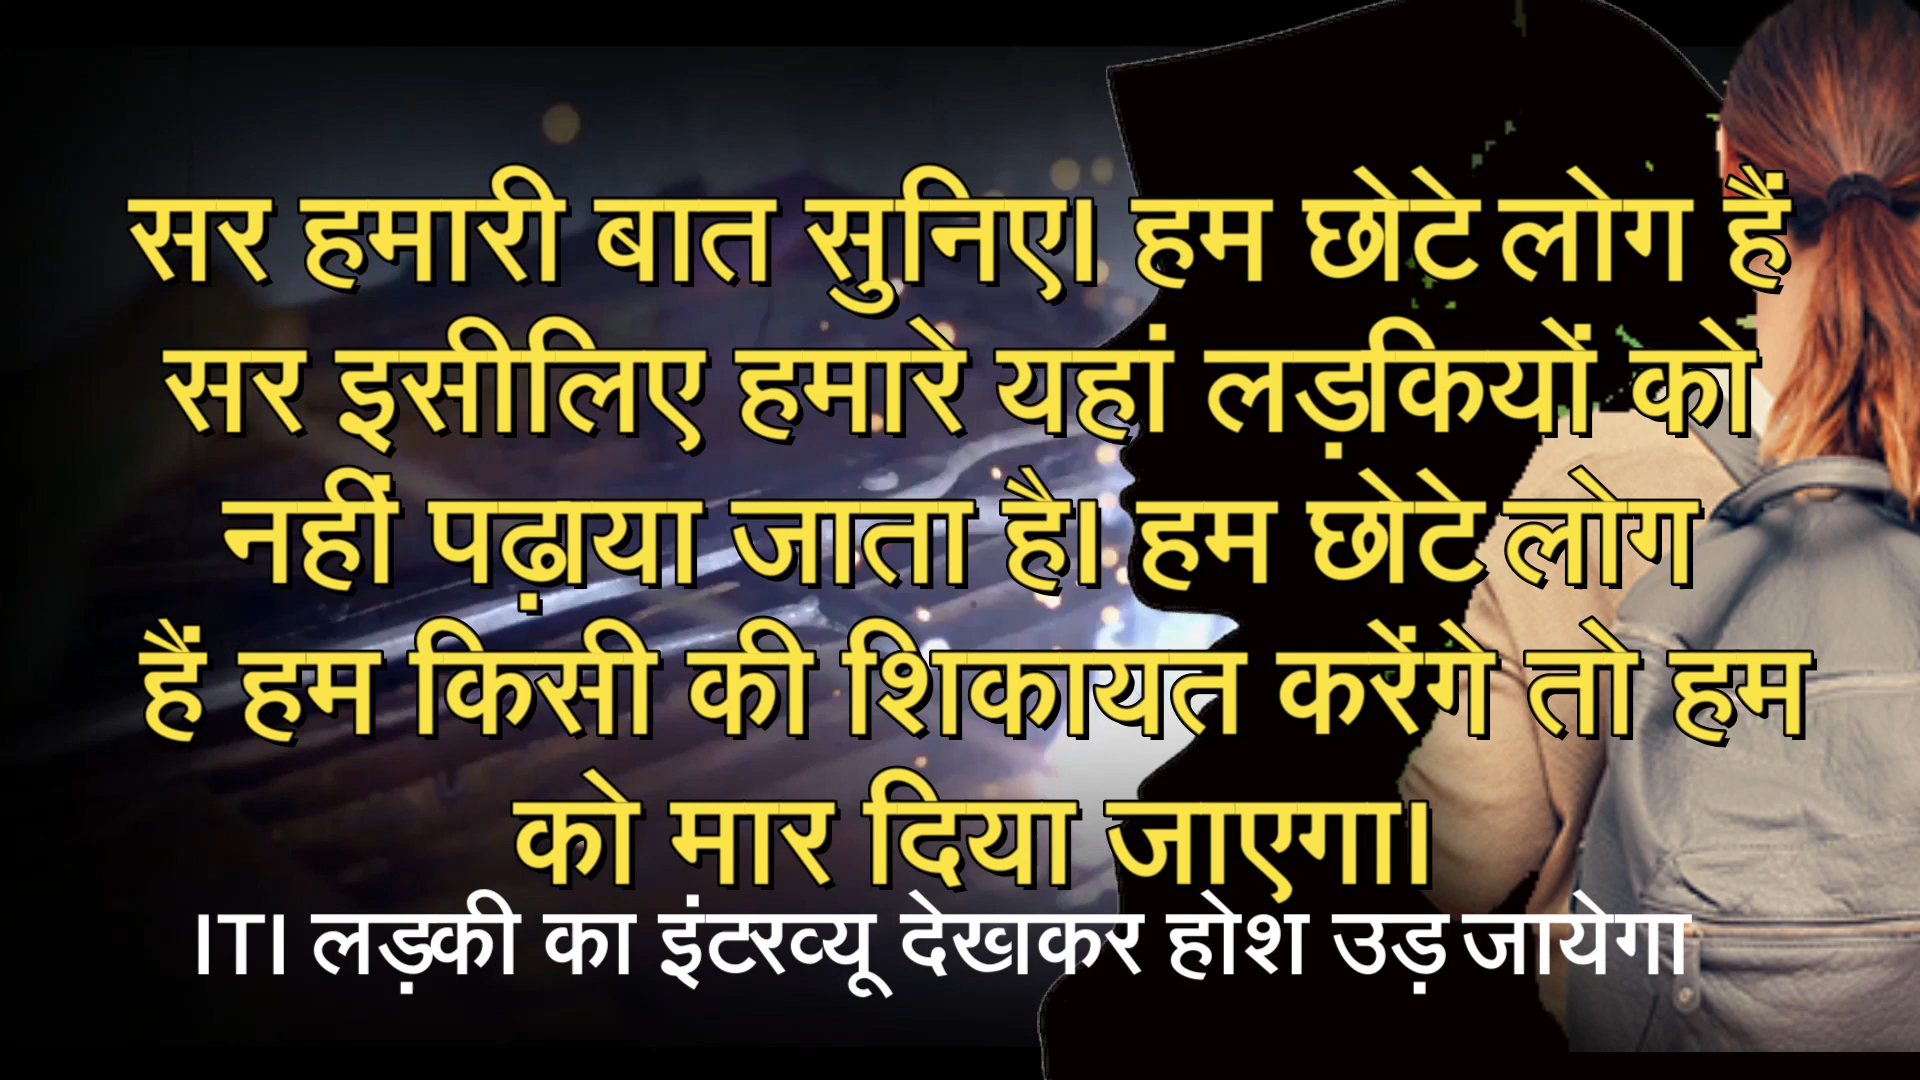 सर हमारी बात सुनिए। हम छोटे लोग हैं
सर इसीलिए हमारे यहां लड़कियों को
नहीं पढ़ाया जाता है। हम छोटे लोग
हैं हम किसी की शिकायत करेंगे तो हम
को मार दिया जाएगा।
ITI लड़की का इंटरव्यू देखकर होश उड़ जायेगा